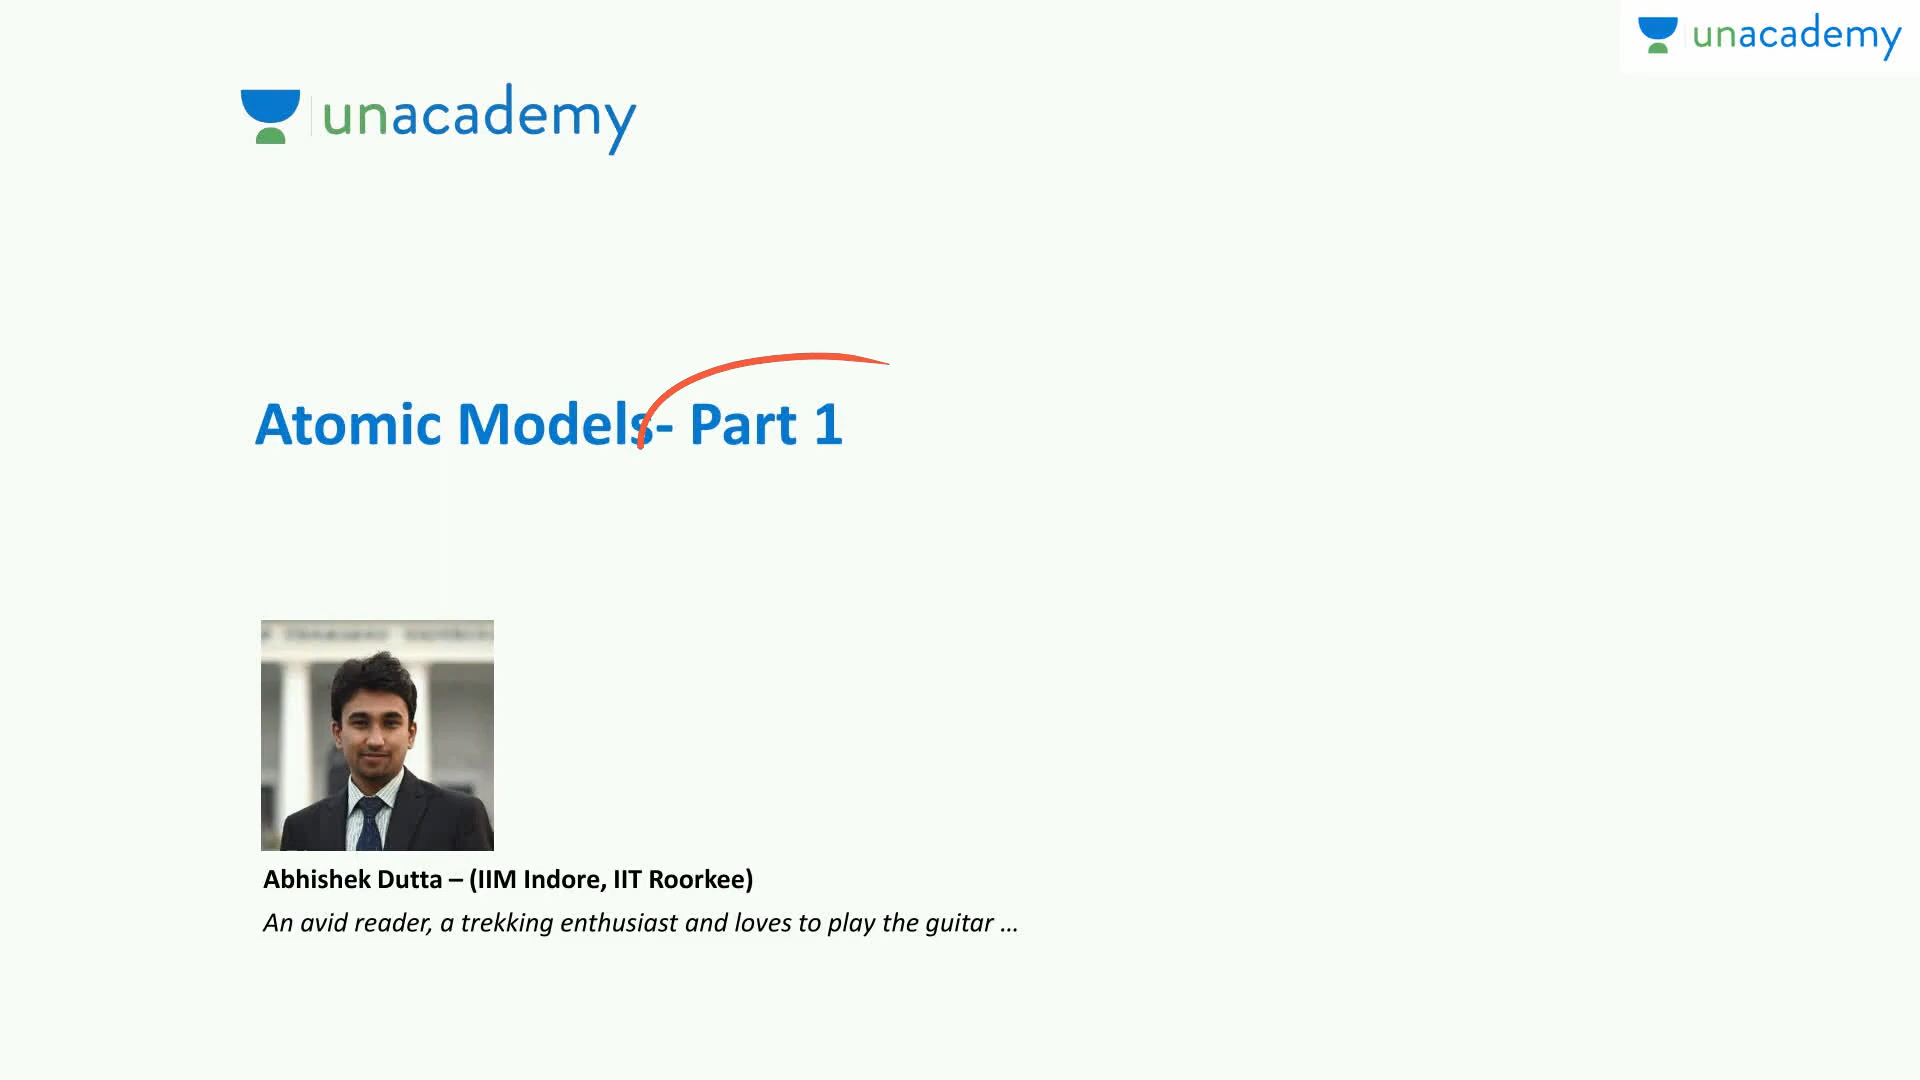 unacademy
unacademy
Atomic Models- Part 1
Abhishek Dutta – (IIM Indore, IIT Roorkee)
An avid reader, a trekking enthusiast and loves to play the guitar ...